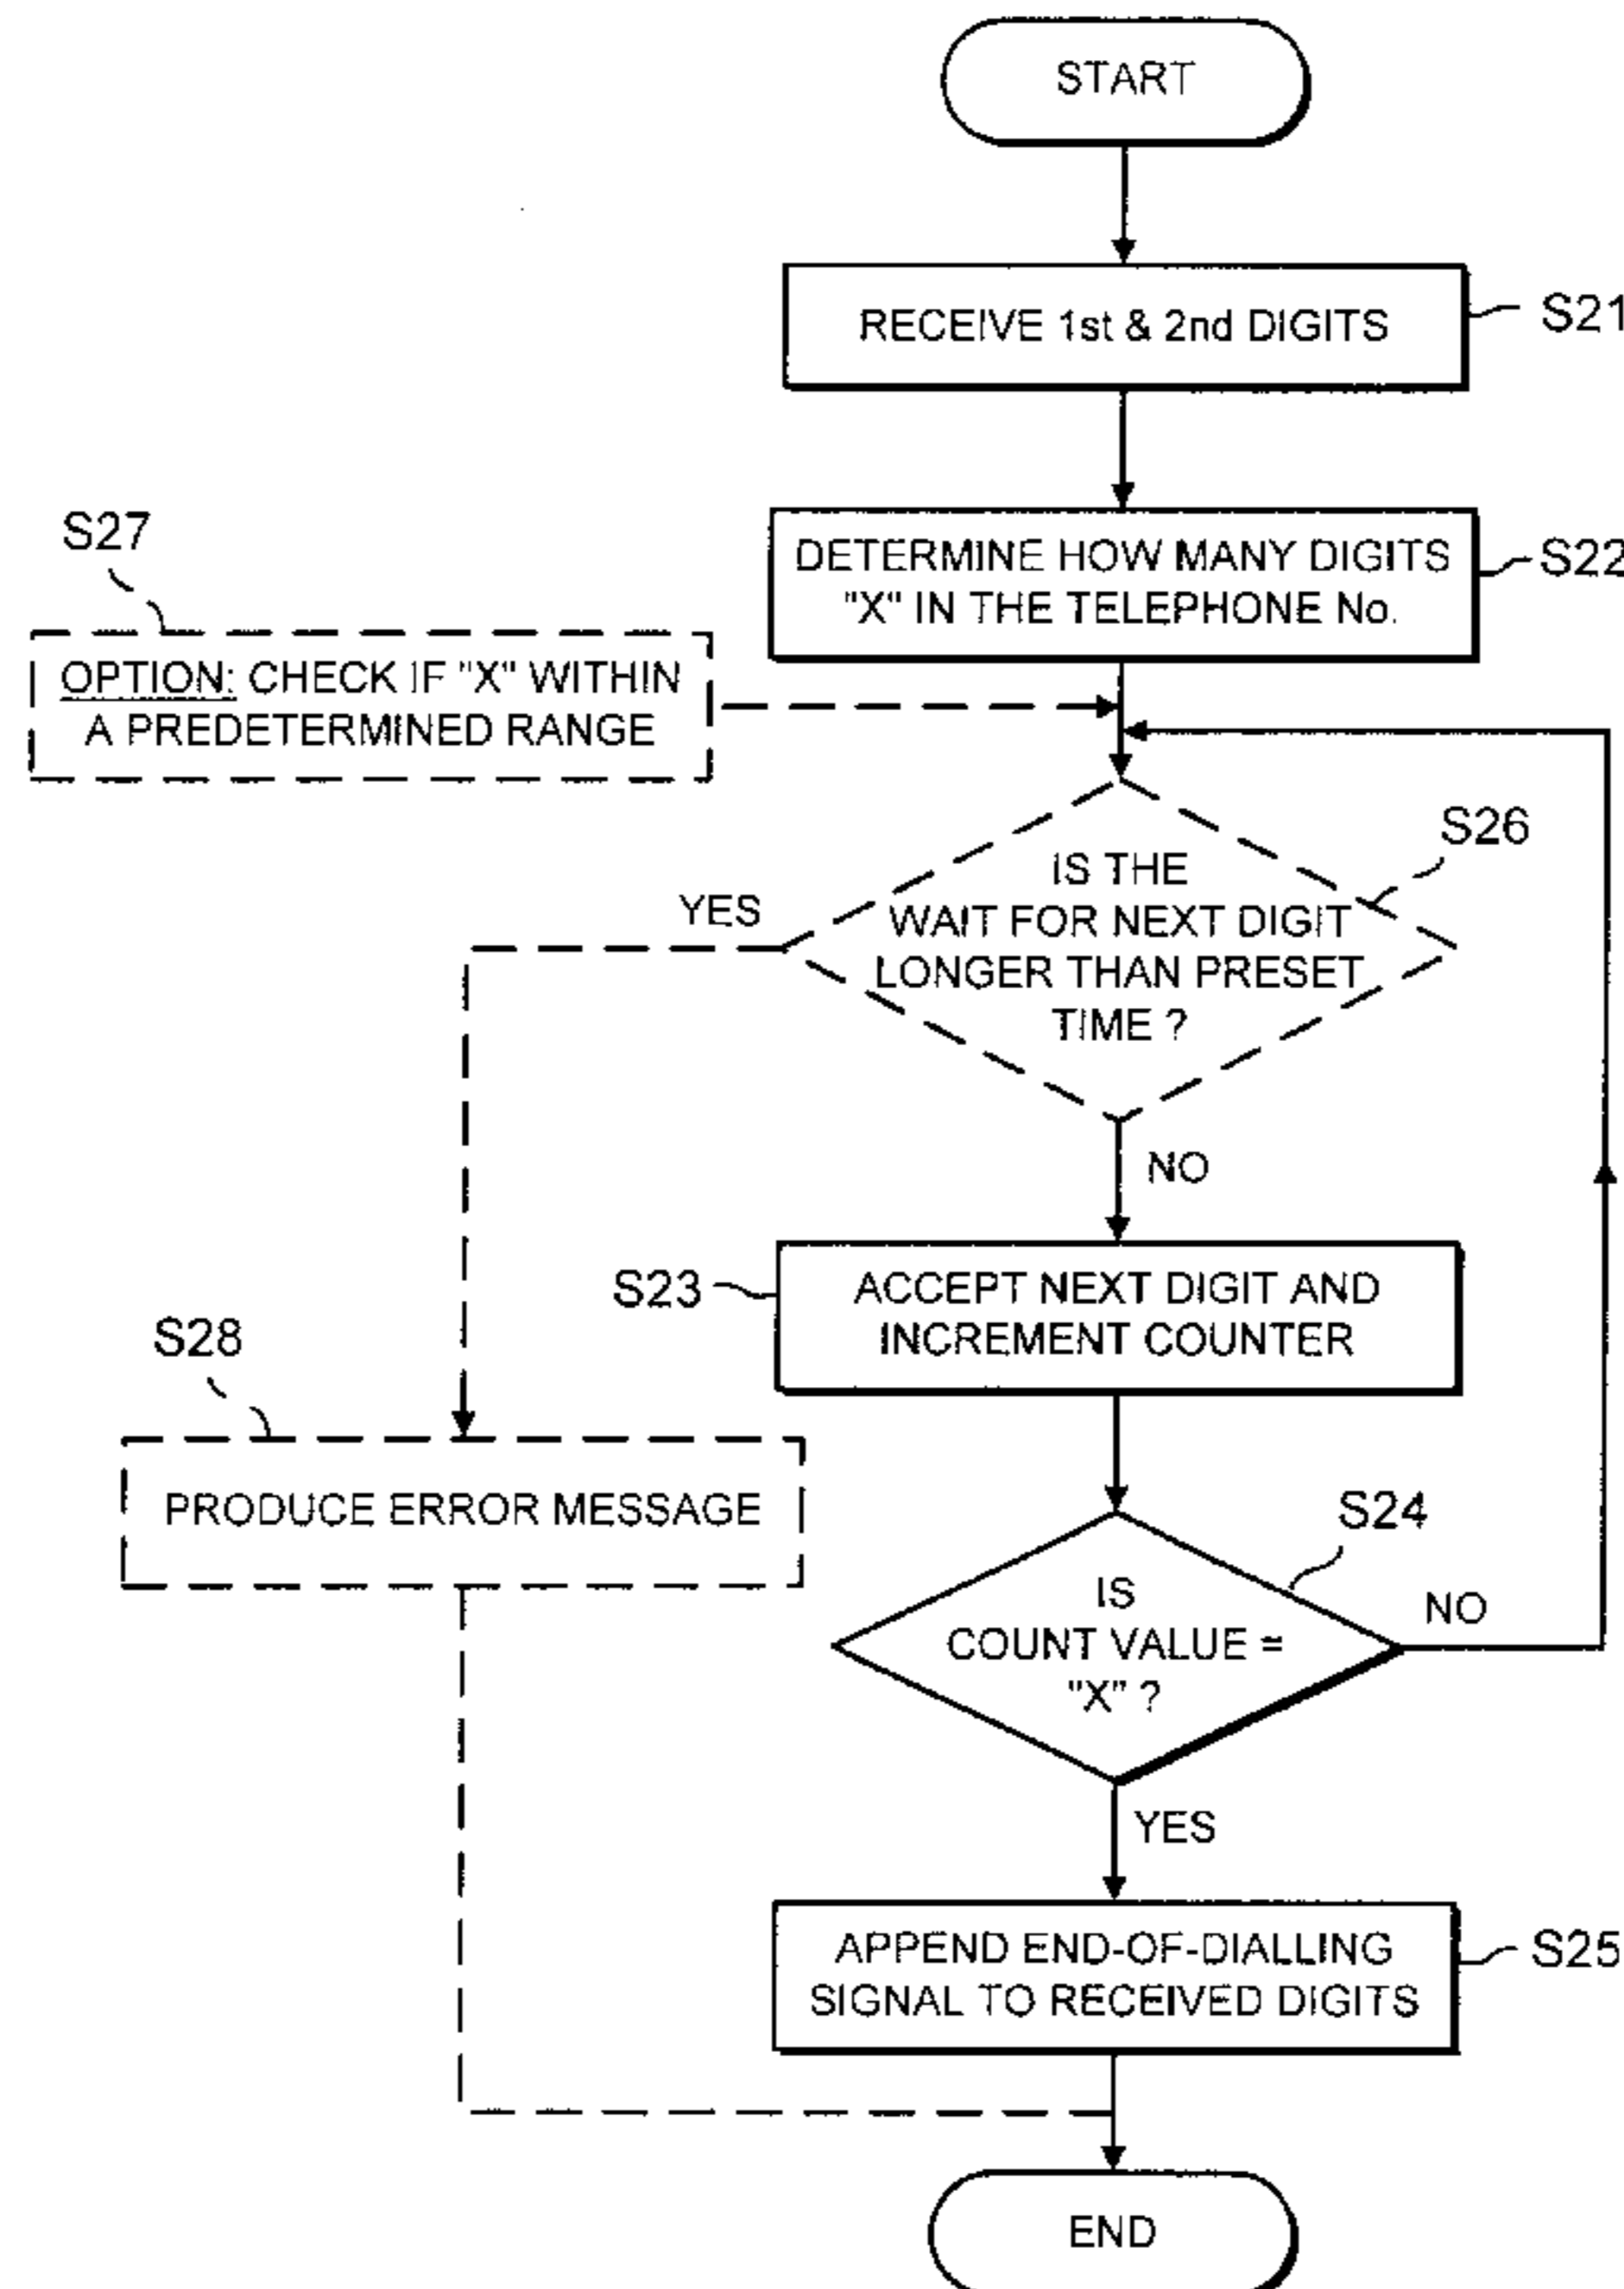 START
RECEIVE 1st & 2nd DIGITS
S21
DETERMINE HOW MANY DIGITS
"X" IN THE TELEPHONE No.
S22
S27
OPTION: CHECK IF "X" WITHIN
A PREDETERMINED RANGE
S26
IS THE
WAIT FOR NEXT DIGIT
LONGER THAN PRESET
TIME ?
YES
NO
S23
ACCEPT NEXT DIGIT AND
INCREMENT COUNTER
S28
PRODUCE ERROR MESSAGE
S24
IS
COUNT VALUE =
"X" ?
NO
YES
APPEND END-OF-DIALLING
SIGNAL TO RECEIVED DIGITS
S25
END